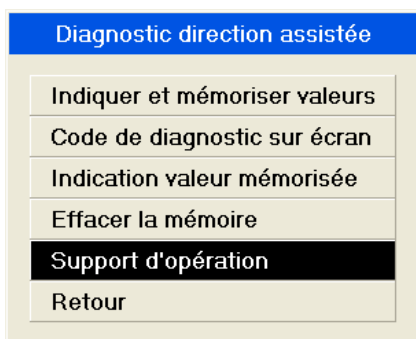 Diagnostic direction assistée
Indiquer et mémoriser valeurs
Code de diagnostic sur écran
Indication valeur mémorisée
Effacer la mémoire
Support d'opération
Retour